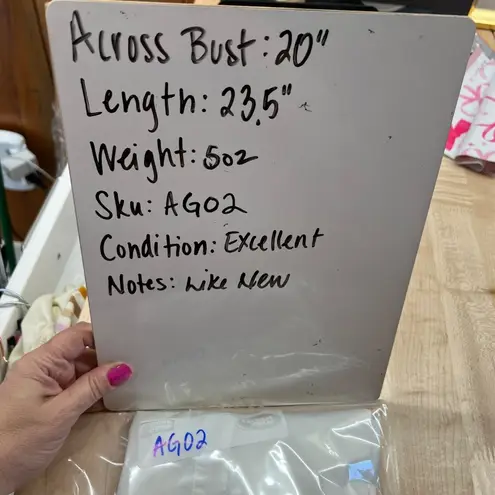 Across Bust: 20"
Length: 23.5"
Weight: 5oz
Sku: AG02
Condition: Excellent
Notes: Like New
AG02